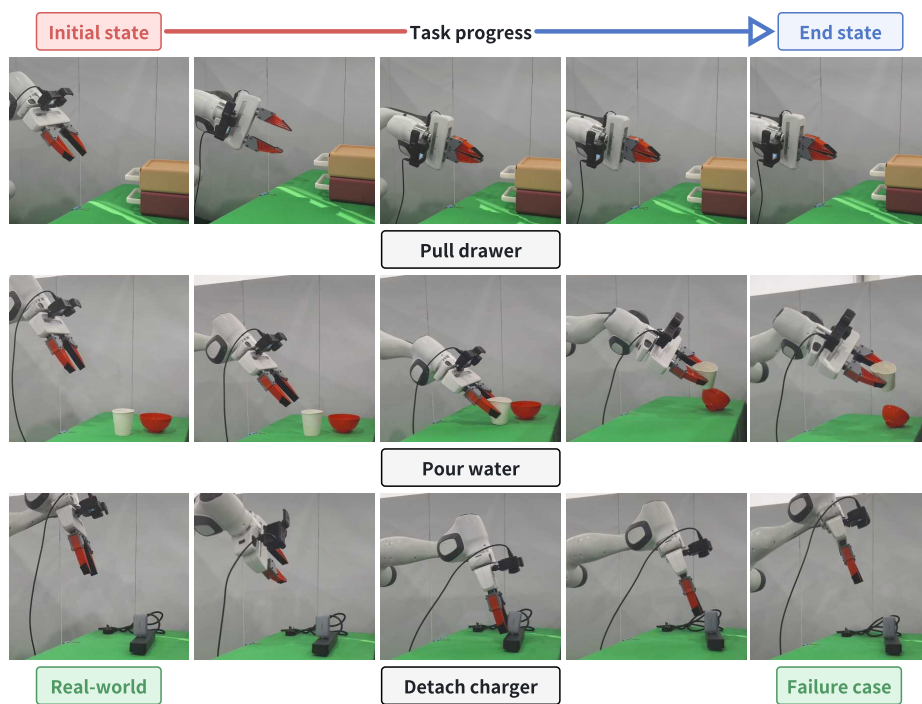 Initial state
Task progress
End state
Pull drawer
Pour water
Real-world
Detach charger
Failure case